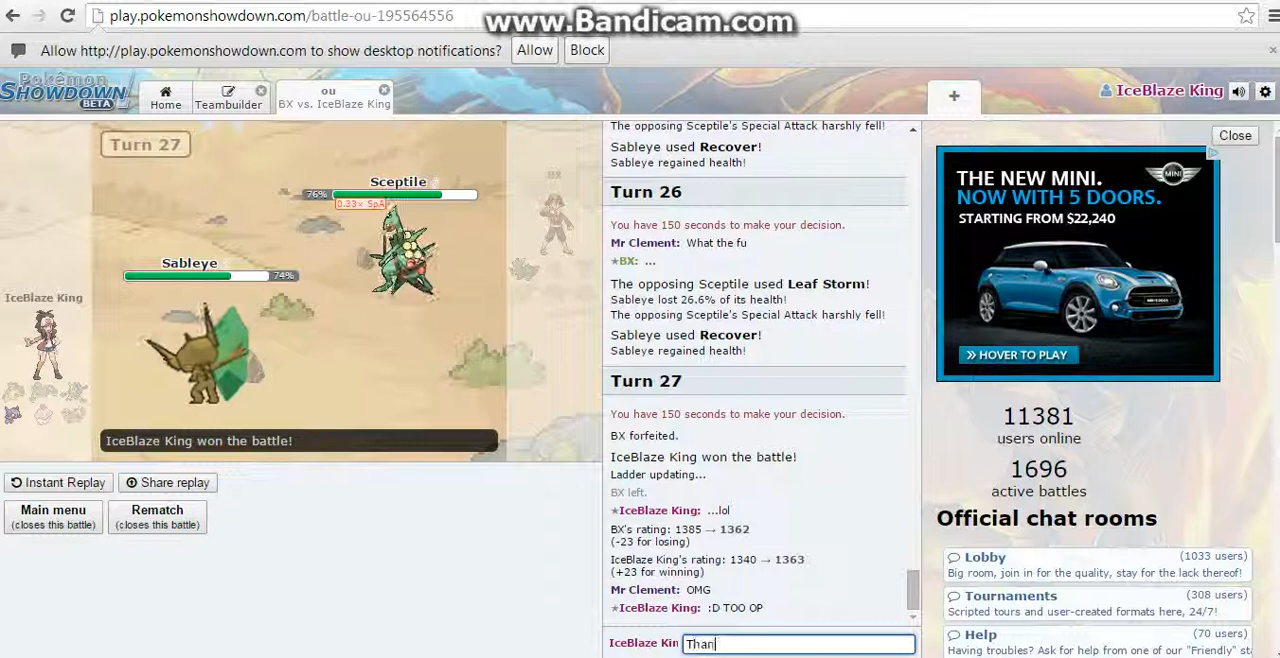 play.pokemonshowdown.com/battle-ou-195564556
www.Bandicam.com
Allow http://play.pokemonshowdown.com to show desktop notifications? Allow Block
Pokémon
SHOWDOWN
BETA
Home
Teambuilder
ou
BX vs. IceBlaze King
+
IceBlaze King
Turn 27
Sceptile
76%
0.33× SpA
Sableye
74%
IceBlaze King
BX
IceBlaze King won the battle!
Instant Replay
Share replay
Main menu
(closes this battle)
Rematch
(closes this battle)
The opposing Sceptile's Special Attack harshly fell!
Sableye used Recover!
Sableye regained health!
Turn 26
You have 150 seconds to make your decision.
Mr Clement: What the fu
★BX: ...
The opposing Sceptile used Leaf Storm!
Sableye lost 26.6% of its health!
The opposing Sceptile's Special Attack harshly fell!
Sableye used Recover!
Sableye regained health!
Turn 27
You have 150 seconds to make your decision.
BX forfeited.
IceBlaze King won the battle!
Ladder updating...
BX left.
★IceBlaze King: ...lol
BX's rating: 1385 → 1362
(-23 for losing)
IceBlaze King's rating: 1340 → 1363
(+23 for winning)
Mr Clement: OMG
★IceBlaze King: :D TOO OP
IceBlaze Kin Than
Close
THE NEW MINI.
NOW WITH 5 DOORS.
STARTING FROM $22,240
MINI
» HOVER TO PLAY
11381
users online
1696
active battles
Official chat rooms
Lobby (1033 users)
Big room, join in for the quality, stay for the lack thereof!
Tournaments (308 users)
Scripted tours and user-created formats here, 24/7!
Help (70 users)
Having troubles? Ask for help from one of our "Friendly" sta